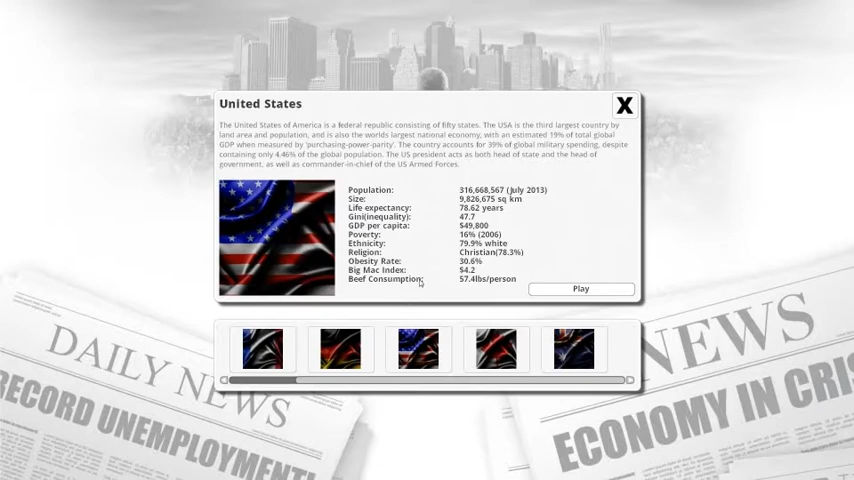 United States
X
The United States of America is a federal republic consisting of fifty states. The USA is the third largest country by
land area and population, and is also the worlds largest national economy, with an estimated 19% of total global
GDP when measured by 'purchasing-power-parity'. The country accounts for 39% of global military spending, despite
containing only 4.46% of the global population. The US president acts as both head of state and the head of
government, as well as commander-in-chief of the US Armed Forces.
Population: 316,668,567 (July 2013)
Size: 9,826,675 sq km
Life expectancy: 78.62 years
Gini(inequality): 47.7
GDP per capita: $49,800
Poverty: 16% (2006)
Ethnicity: 79.9% white
Religion: Christian(78.3%)
Obesity Rate: 30.6%
Big Mac Index: $4.2
Beef Consumption: 57.4lbs/person
Play
DAILY NEWS
RECORD UNEMPLOYMENT!
NEWS
ECONOMY IN CRIS